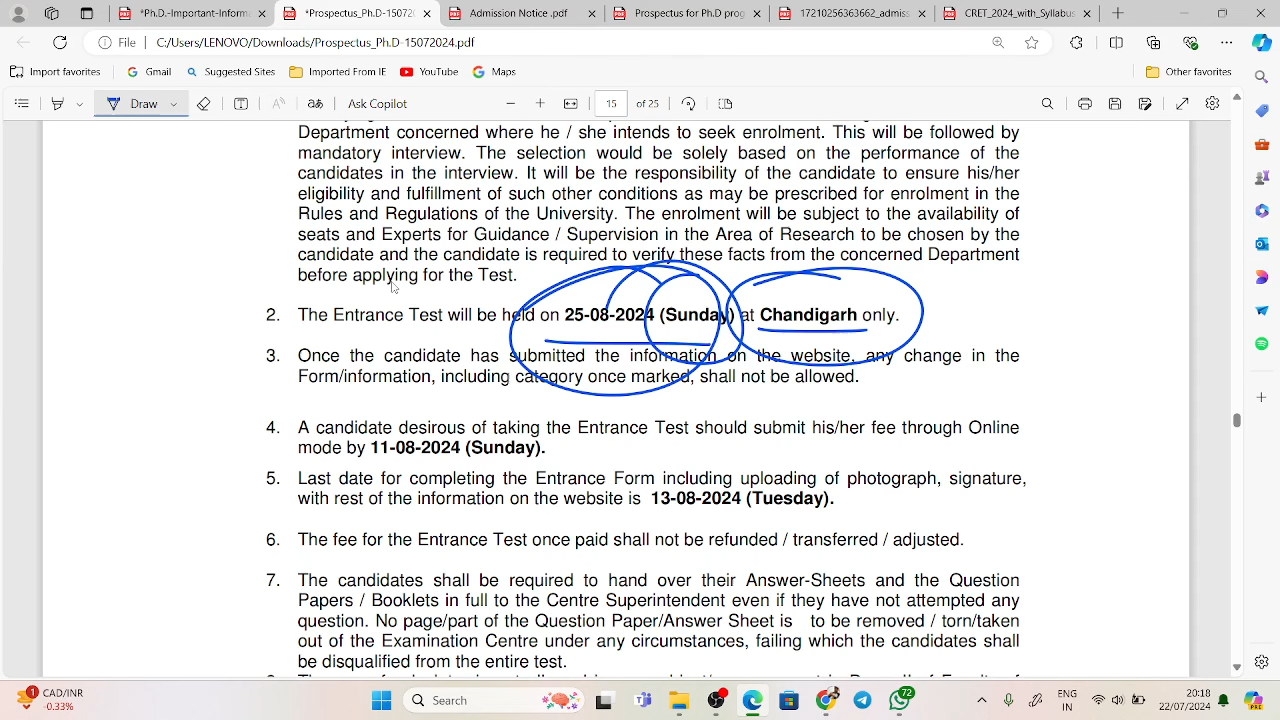 *Ph.D.-Important-Inform
*Prospectus_Ph.D-15072
Admission Notice .pdf
Prospectus for Ph.D prog
17210256363662_admiss
CRET2024_with_Syllabus
File
C:/Users/LENOVO/Downloads/Prospectus_Ph.D-15072024.pdf
Import favorites
Gmail
Suggested Sites
Imported From IE
YouTube
Maps
Other favorites
Draw
Ask Copilot
15 of 25
Department concerned where he / she intends to seek enrolment. This will be followed by
mandatory interview. The selection would be solely based on the performance of the
candidates in the interview. It will be the responsibility of the candidate to ensure his/her
eligibility and fulfillment of such other conditions as may be prescribed for enrolment in the
Rules and Regulations of the University. The enrolment will be subject to the availability of
seats and Experts for Guidance / Supervision in the Area of Research to be chosen by the
candidate and the candidate is required to verify these facts from the concerned Department
before applying for the Test.
2. The Entrance Test will be held on 25-08-2024 (Sunday) at Chandigarh only.
3. Once the candidate has submitted the information on the website, any change in the
Form/information, including category once marked, shall not be allowed.
4. A candidate desirous of taking the Entrance Test should submit his/her fee through Online
mode by 11-08-2024 (Sunday).
5. Last date for completing the Entrance Form including uploading of photograph, signature,
with rest of the information on the website is 13-08-2024 (Tuesday).
6. The fee for the Entrance Test once paid shall not be refunded / transferred / adjusted.
7. The candidates shall be required to hand over their Answer-Sheets and the Question
Papers / Booklets in full to the Centre Superintendent even if they have not attempted any
question. No page/part of the Question Paper/Answer Sheet is to be removed / torn/taken
out of the Examination Centre under any circumstances, failing which the candidates shall
be disqualified from the entire test.
1
CAD/INR
0.33%
Search
72
ENG
IN
20:18
22/07/2024